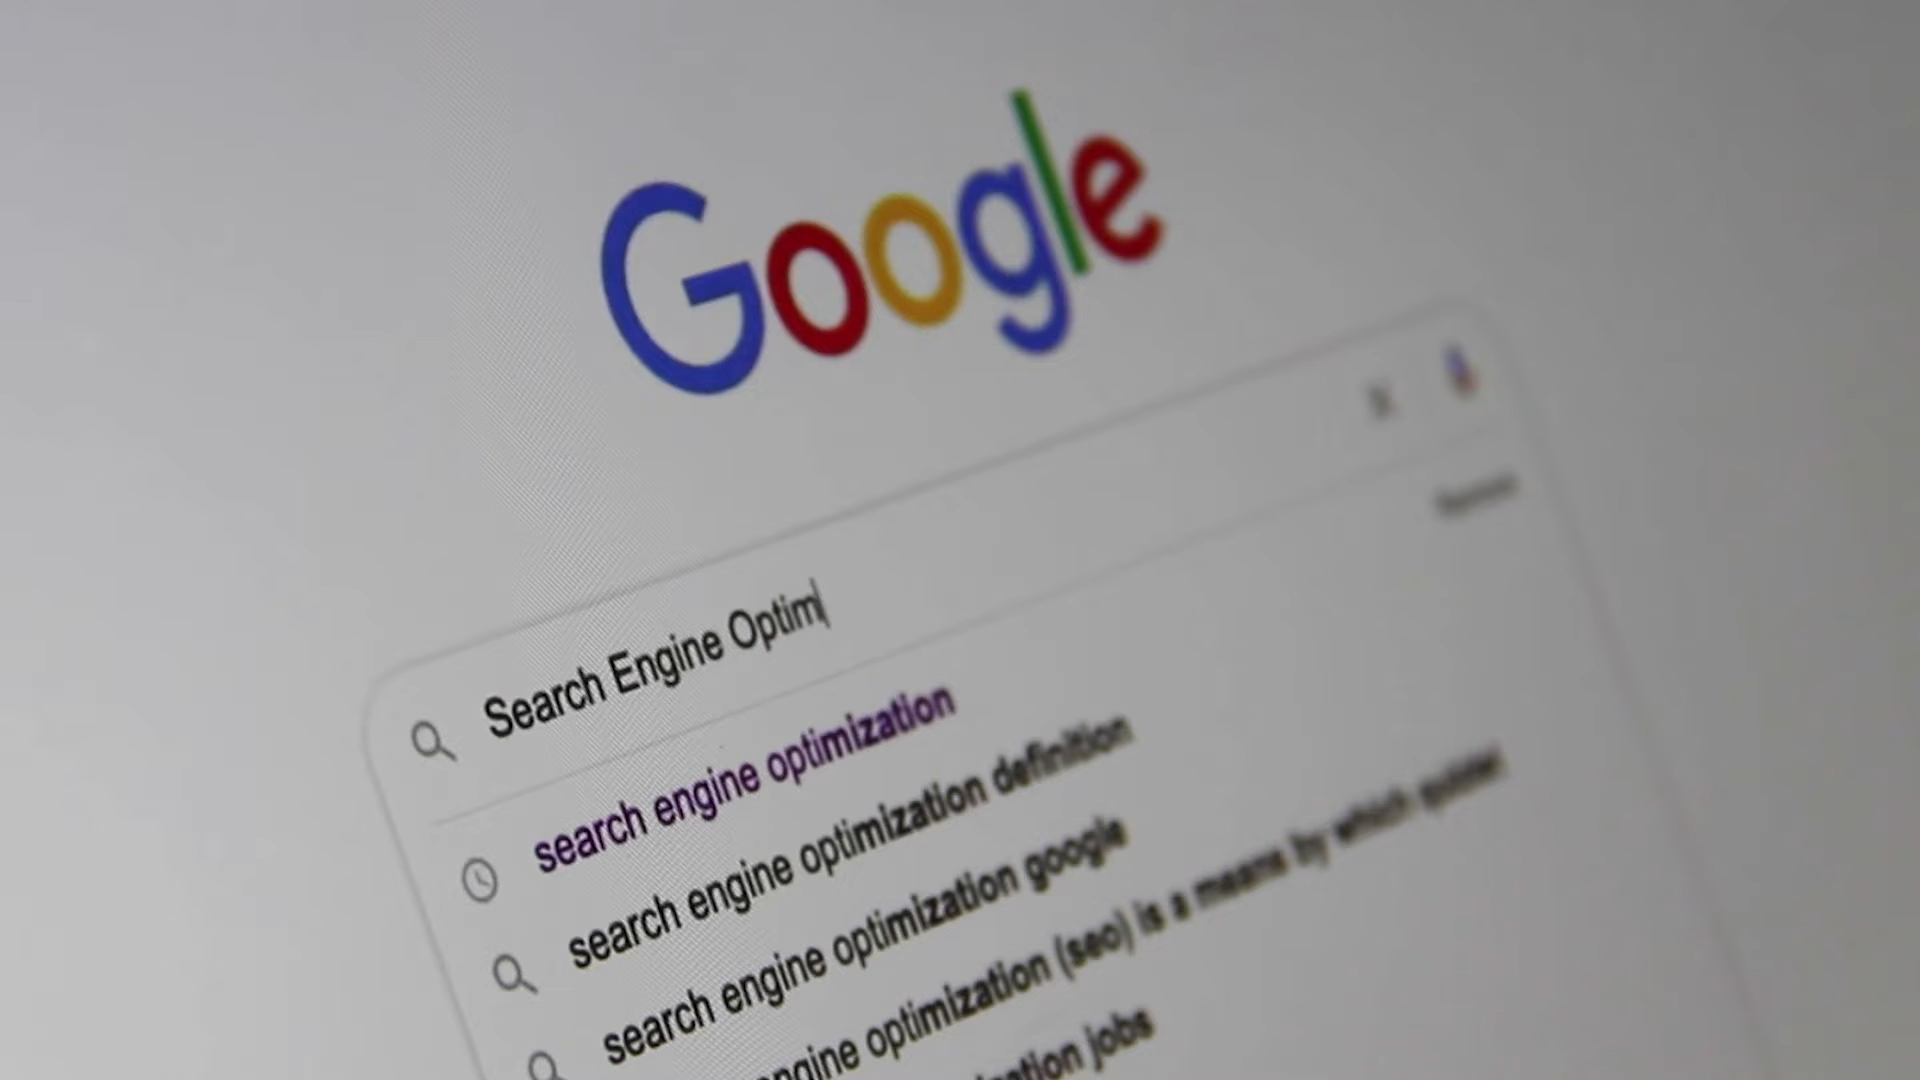 Google
Search Engine Optim
search engine optimization
search engine optimization definition
search engine optimization google
engine optimization (seo) is a means by which
optimization jobs